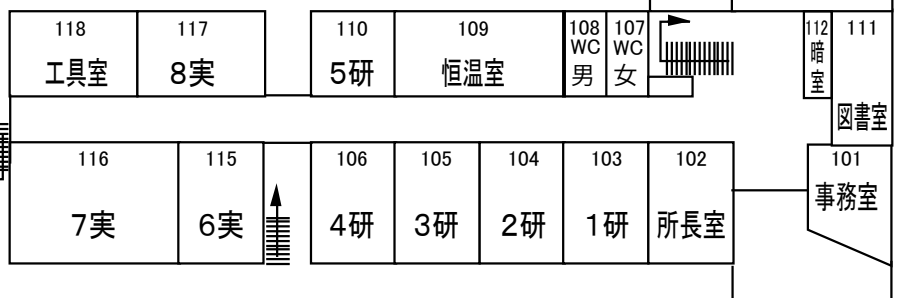 118
工具室
117
8実
110
5研
109
恒温室
108
WC
男
107
WC
女
112
暗
室
111
図書室
116
7実
115
6実
106
4研
105
3研
104
2研
103
1研
102
所長室
101
事務室